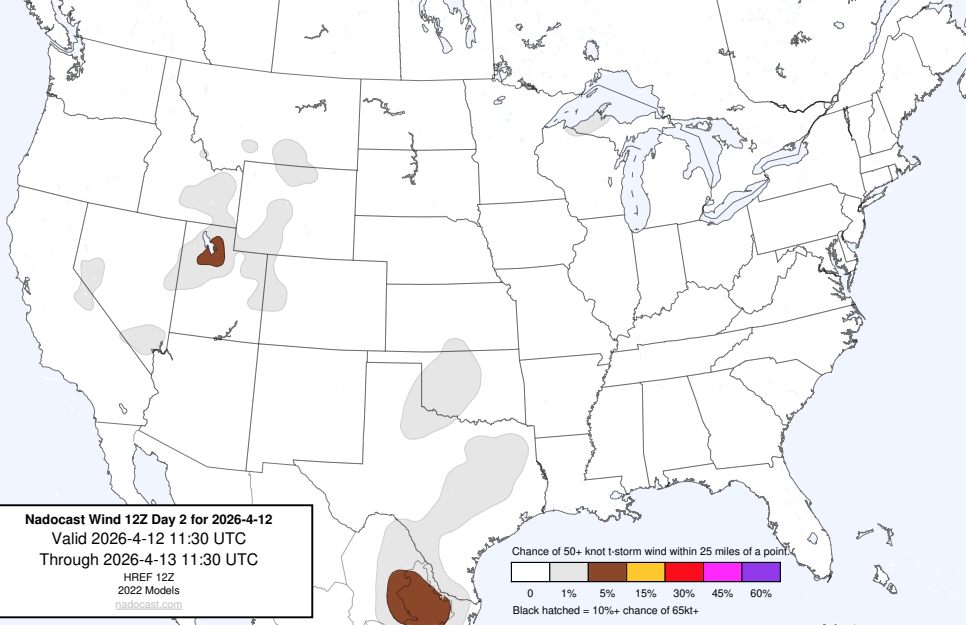 Nadocast Wind 12Z Day 2 for 2026-4-12
Valid 2026-4-12 11:30 UTC
Through 2026-4-13 11:30 UTC
HREF 12Z
2022 Models
nadocast.com
Chance of 50+ knot t-storm wind within 25 miles of a point.
0 1% 5% 15% 30% 45% 60%
Black hatched = 10%+ chance of 65kt+